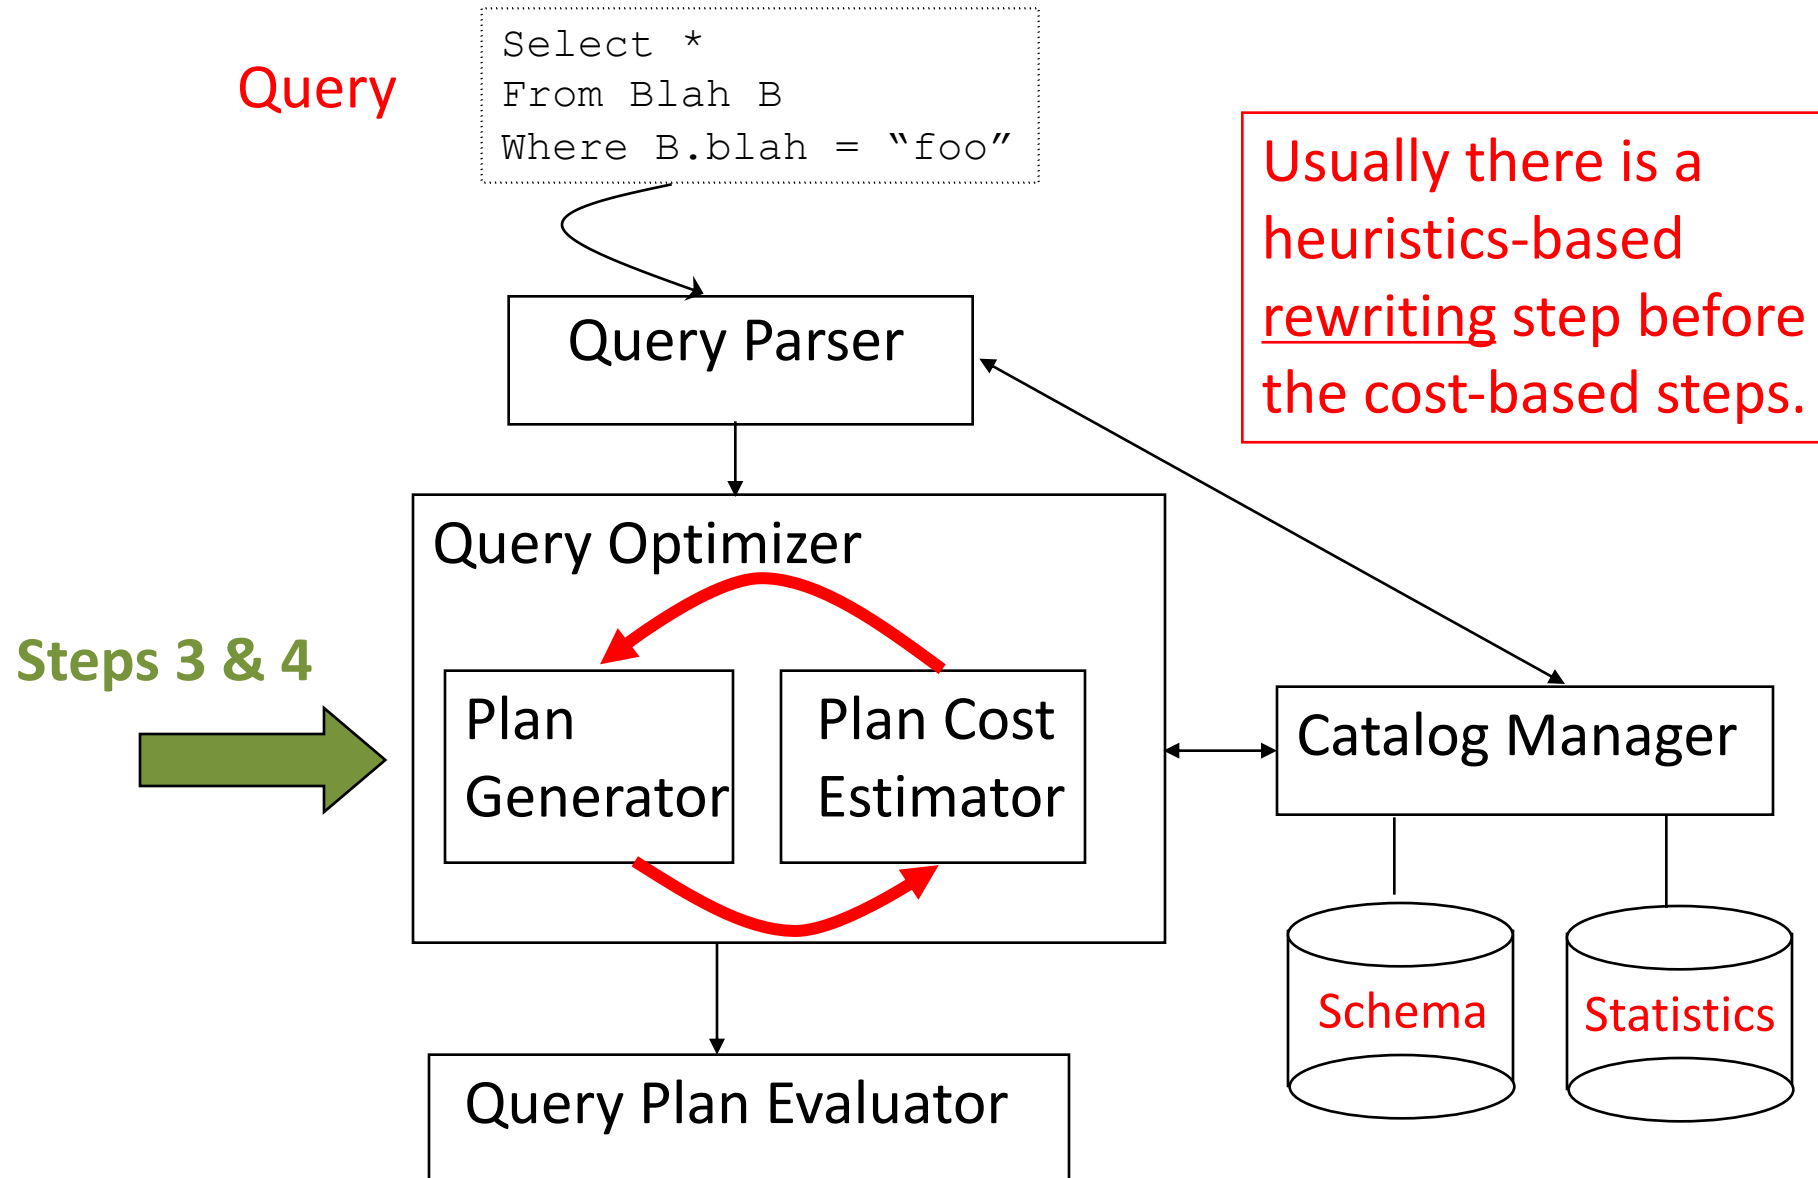 Query
Select *
From Blah B
Where B.blah = “foo”
Usually there is a
heuristics-based
rewriting step before
the cost-based steps.
Query Parser
Query Optimizer
Steps 3 & 4
Plan
Generator
Plan Cost
Estimator
Catalog Manager
Schema
Statistics
Query Plan Evaluator